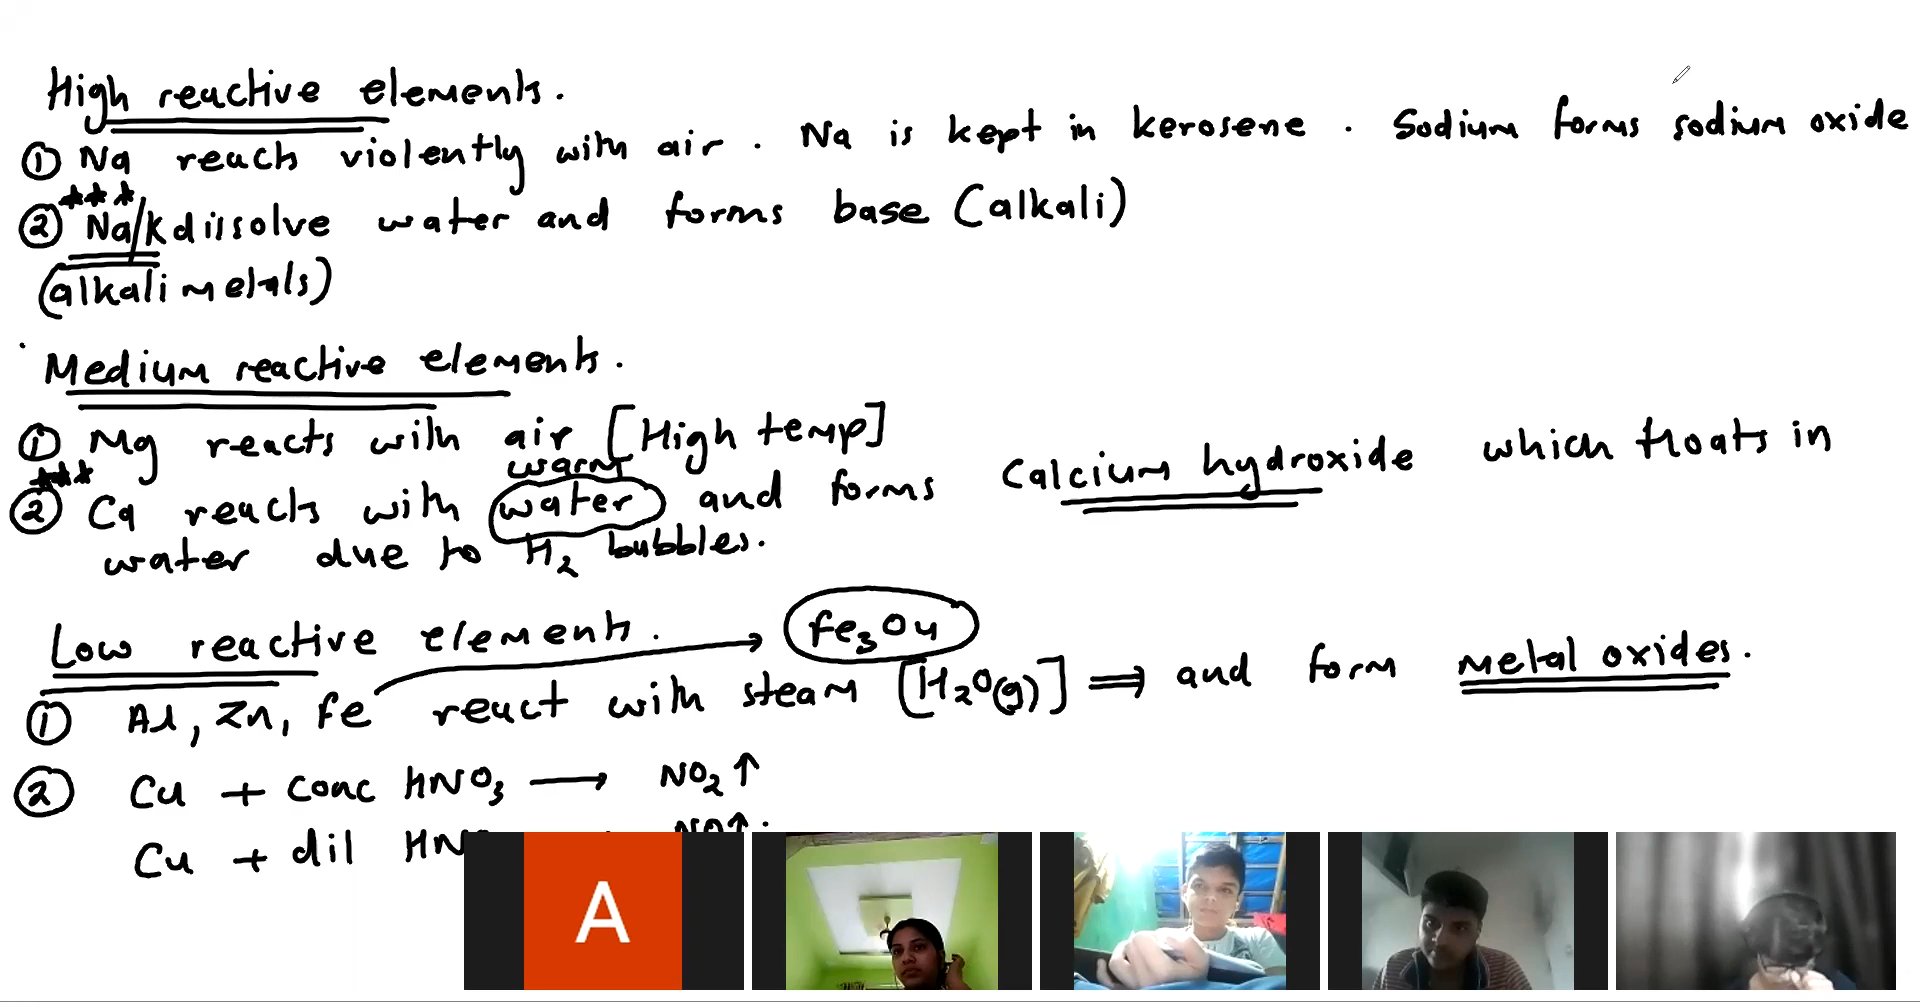 High reactive elements.
① Na reacts violently with air. Na is kept in kerosene. Sodium forms sodium oxide
***
② Na/K dissolve water and forms base (alkali)
(alkali metals)
Medium reactive elements.
① Mg reacts with air [High temp]
***
warm
② Ca reacts with water and forms Calcium hydroxide which floats in
water due to H₂ bubbles.
Low reactive elements.
Fe₃O₄
① Al, Zn, Fe react with steam [H₂O(g)] ⟹ and form metal oxides.
② Cu + conc HNO₃ → NO₂↑
Cu + dil HN NO↑.
A